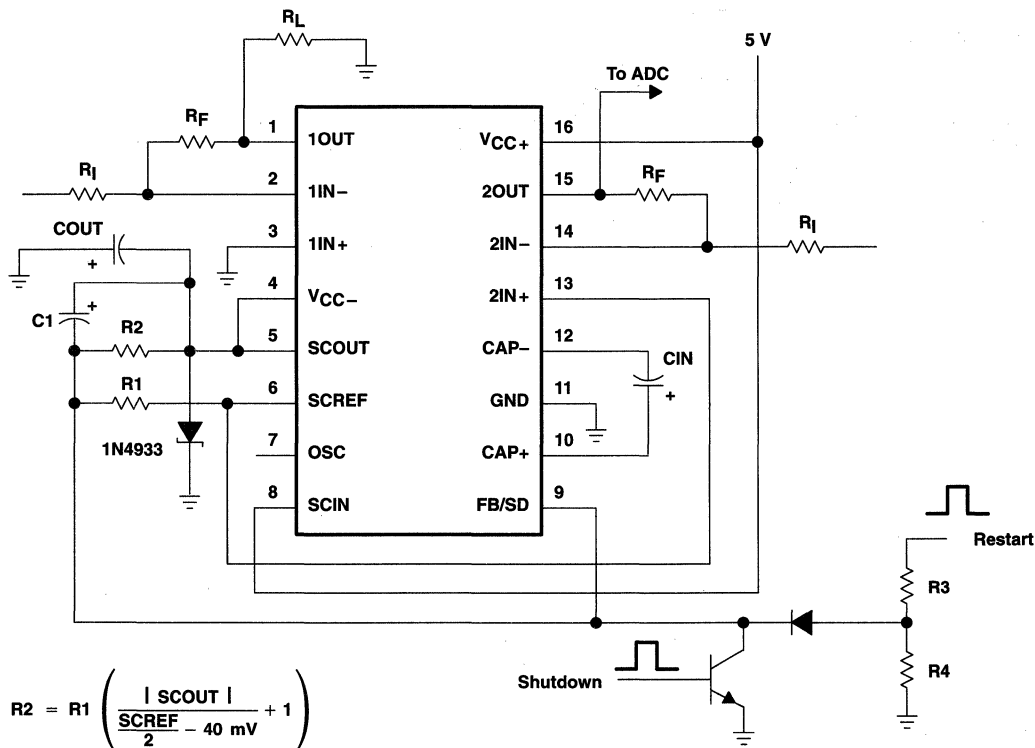 RL
5 V
To ADC
RF
1
1OUT
VCC+
16
RI
2
1IN–
2OUT
15
RF
COUT
+
3
1IN+
2IN–
14
RI
C1
+
4
VCC–
2IN+
13
R2
5
SCOUT
CAP–
12
CIN
+
R1
6
SCREF
GND
11
1N4933
7
OSC
CAP+
10
8
SCIN
FB/SD
9
Restart
R3
Shutdown
R4
R2 = R1 ( | SCOUT | / (SCREF/2 – 40 mV) + 1 )